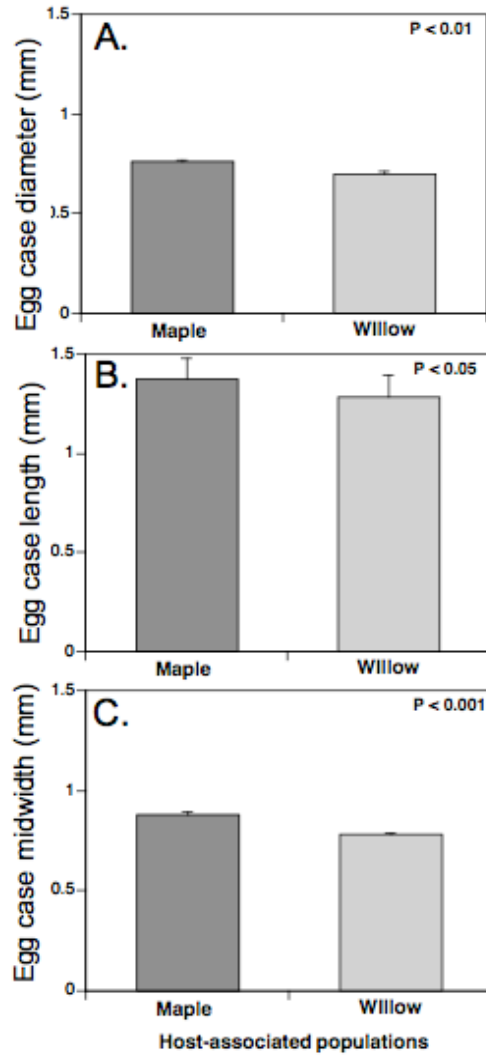 A.
P < 0.01
Egg case diameter (mm)
1.5
1
0.5
0
Maple
WIllow
B.
P < 0.05
Egg case length (mm)
1.5
1
0.5
0
Maple
WIllow
C.
P < 0.001
Egg case midwidth (mm)
1.5
1
0.5
0
Maple
WIllow
Host-associated populations